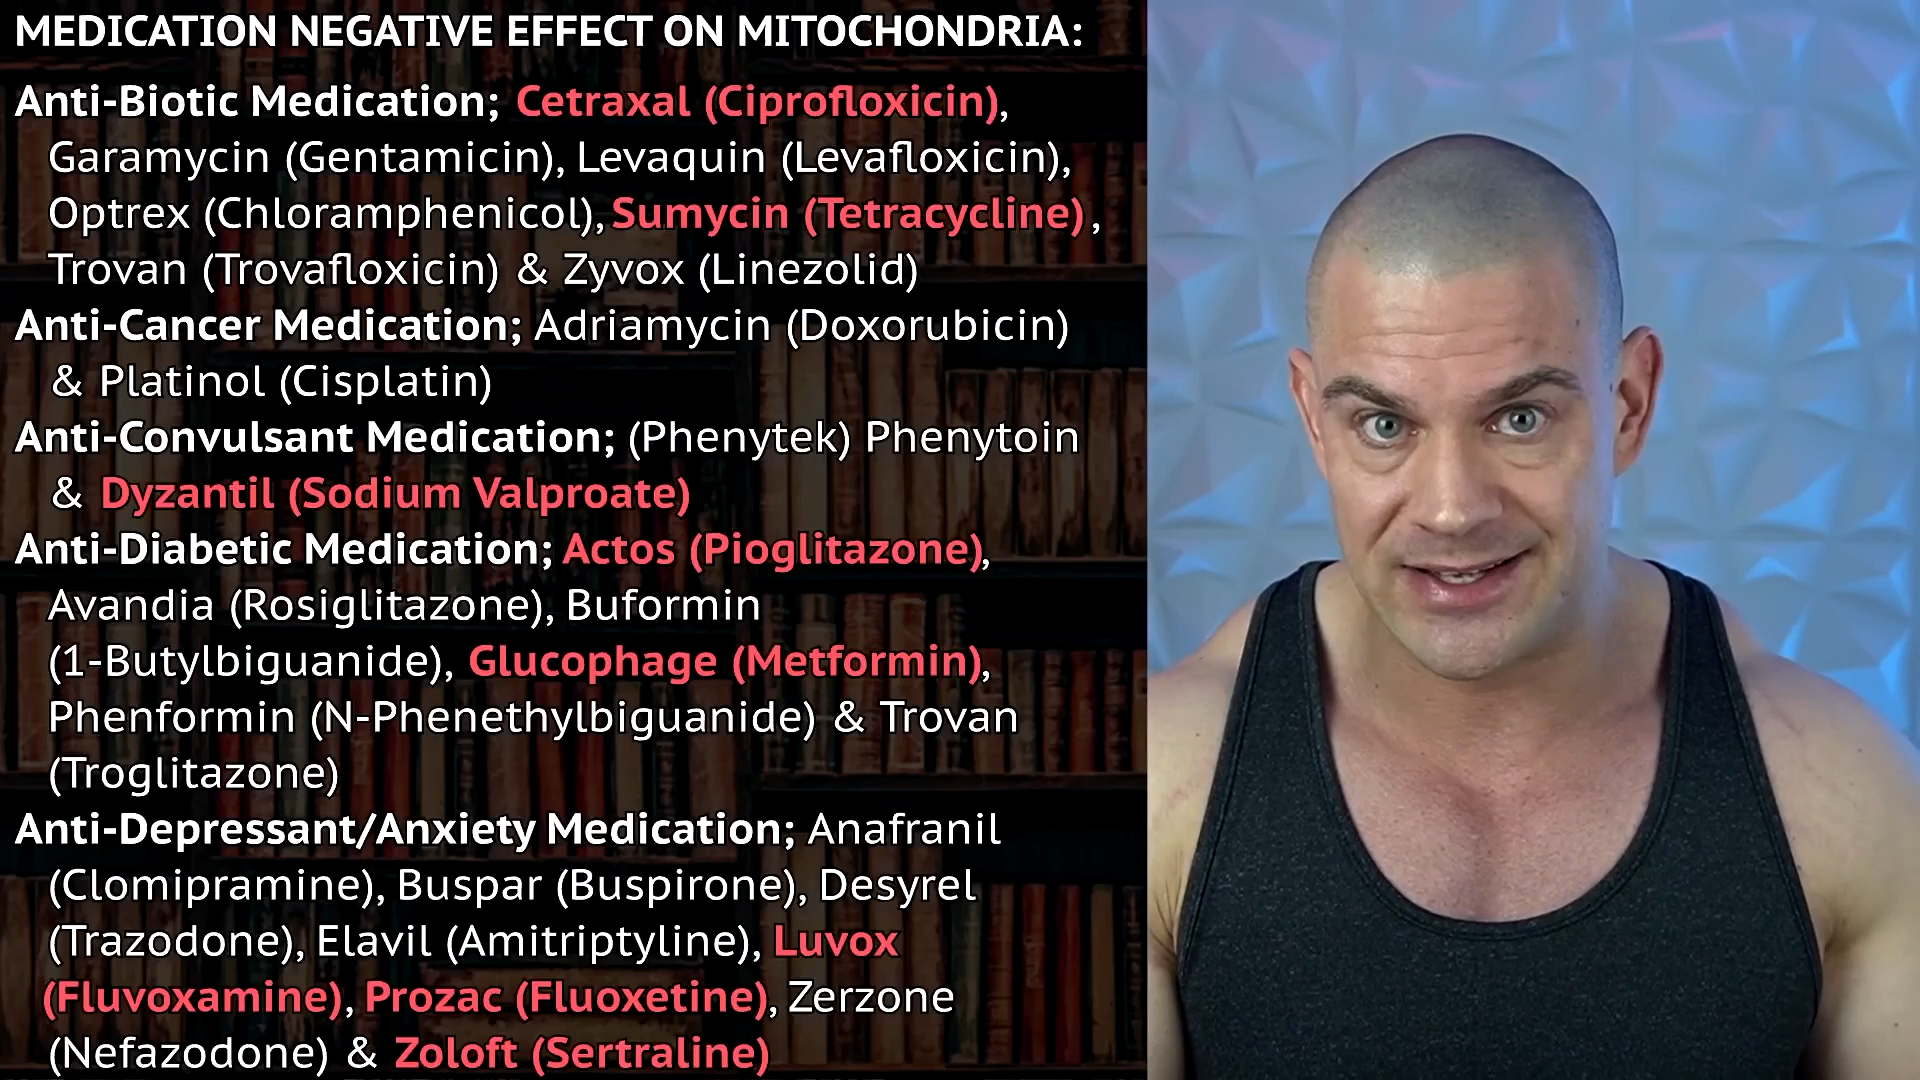 MEDICATION NEGATIVE EFFECT ON MITOCHONDRIA:
Anti-Biotic Medication; Cetraxal (Ciprofloxicin),
Garamycin (Gentamicin), Levaquin (Levafloxicin),
Optrex (Chloramphenicol), Sumycin (Tetracycline),
Trovan (Trovafloxicin) & Zyvox (Linezolid)
Anti-Cancer Medication; Adriamycin (Doxorubicin)
& Platinol (Cisplatin)
Anti-Convulsant Medication; (Phenytek) Phenytoin
& Dyzantil (Sodium Valproate)
Anti-Diabetic Medication; Actos (Pioglitazone),
Avandia (Rosiglitazone), Buformin
(1-Butylbiguanide), Glucophage (Metformin),
Phenformin (N-Phenethylbiguanide) & Trovan
(Troglitazone)
Anti-Depressant/Anxiety Medication; Anafranil
(Clomipramine), Buspar (Buspirone), Desyrel
(Trazodone), Elavil (Amitriptyline), Luvox
(Fluvoxamine), Prozac (Fluoxetine), Zerzone
(Nefazodone) & Zoloft (Sertraline)